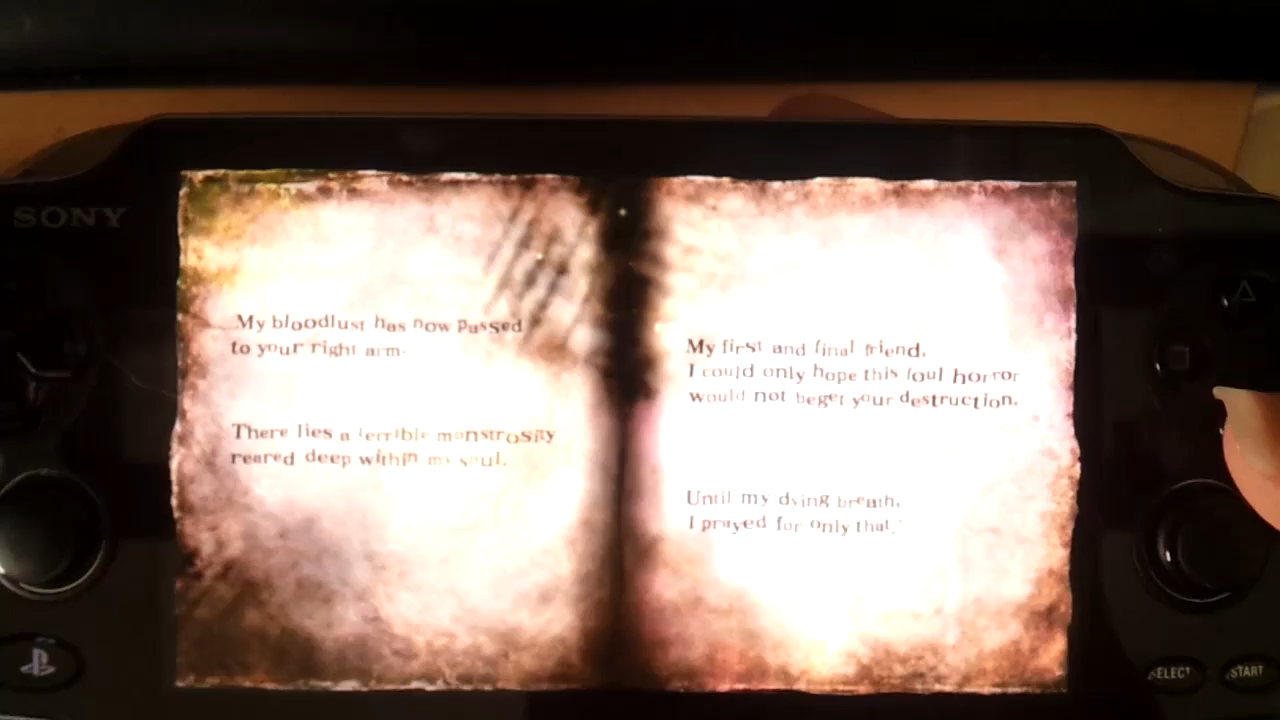 SONY
My bloodlust has now passed
to your right arm.
There lies a terrible monstrosity
reared deep within my soul.
My first and final friend,
I could only hope this foul horror
would not beget your destruction.
Until my dying breath,
I prayed for only that.
SELECT
START